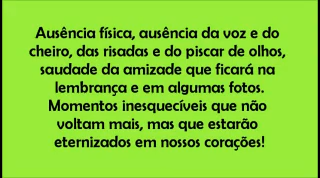 Ausência física, ausência da voz e do
cheiro, das risadas e do piscar de olhos,
saudade da amizade que ficará na
lembrança e em algumas fotos.
Momentos inesquecíveis que não
voltam mais, mas que estarão
eternizados em nossos corações!